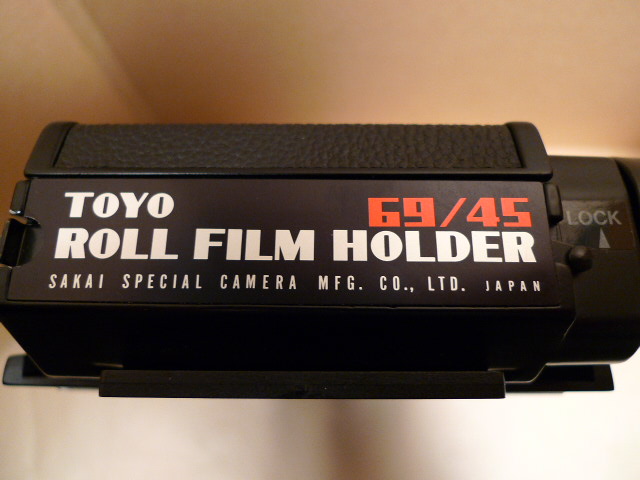 TOYO 69/45
ROLL FILM HOLDER
SAKAI SPECIAL CAMERA MFG. CO., LTD. JAPAN
LOCK